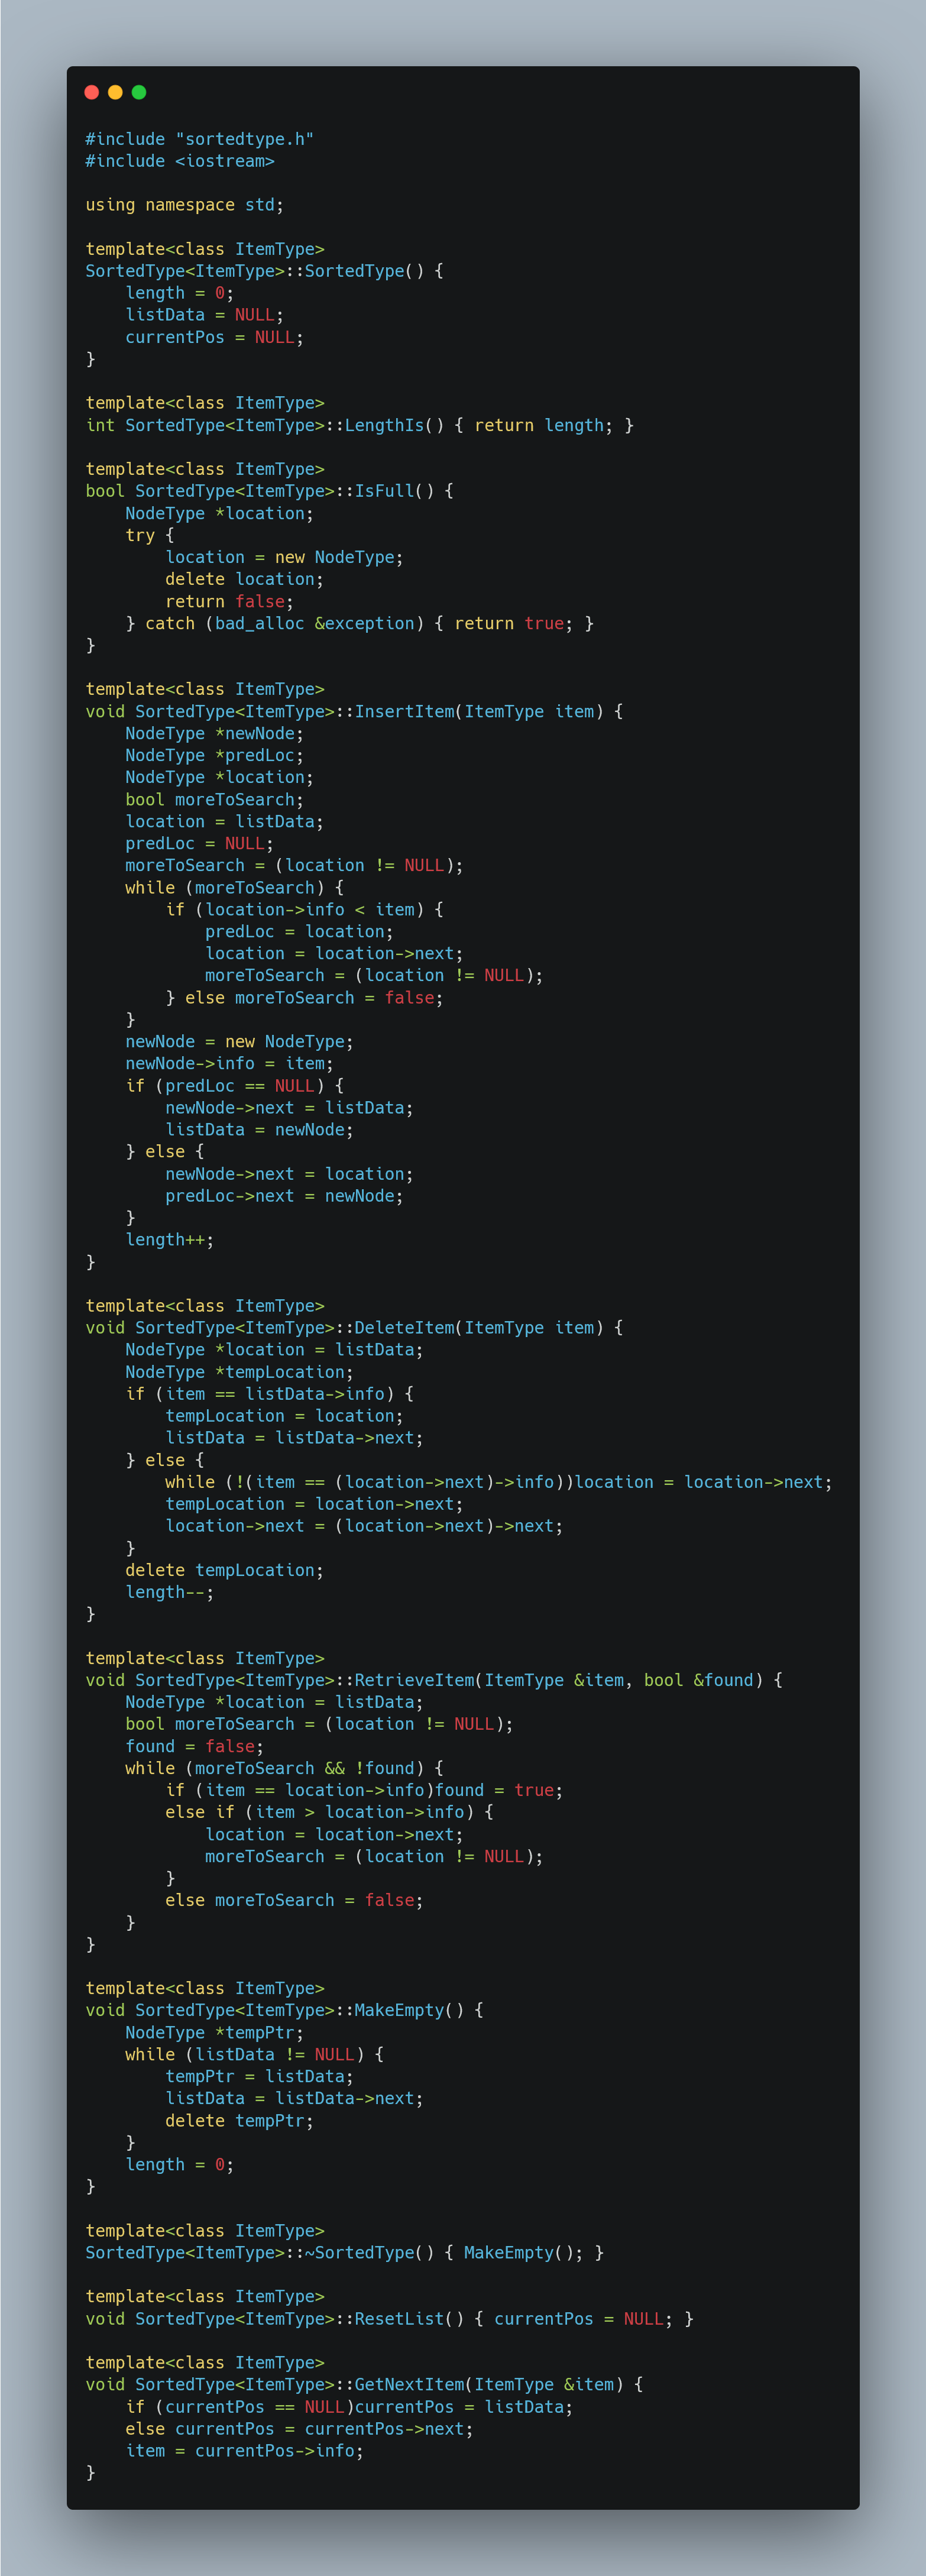 #include "sortedtype.h"
#include <iostream>

using namespace std;

template<class ItemType>
SortedType<ItemType>::SortedType() {
    length = 0;
    listData = NULL;
    currentPos = NULL;
}

template<class ItemType>
int SortedType<ItemType>::LengthIs() { return length; }

template<class ItemType>
bool SortedType<ItemType>::IsFull() {
    NodeType *location;
    try {
        location = new NodeType;
        delete location;
        return false;
    } catch (bad_alloc &exception) { return true; }
}

template<class ItemType>
void SortedType<ItemType>::InsertItem(ItemType item) {
    NodeType *newNode;
    NodeType *predLoc;
    NodeType *location;
    bool moreToSearch;
    location = listData;
    predLoc = NULL;
    moreToSearch = (location != NULL);
    while (moreToSearch) {
        if (location->info < item) {
            predLoc = location;
            location = location->next;
            moreToSearch = (location != NULL);
        } else moreToSearch = false;
    }
    newNode = new NodeType;
    newNode->info = item;
    if (predLoc == NULL) {
        newNode->next = listData;
        listData = newNode;
    } else {
        newNode->next = location;
        predLoc->next = newNode;
    }
    length++;
}

template<class ItemType>
void SortedType<ItemType>::DeleteItem(ItemType item) {
    NodeType *location = listData;
    NodeType *tempLocation;
    if (item == listData->info) {
        tempLocation = location;
        listData = listData->next;
    } else {
        while (!(item == (location->next)->info))location = location->next;
        tempLocation = location->next;
        location->next = (location->next)->next;
    }
    delete tempLocation;
    length--;
}

template<class ItemType>
void SortedType<ItemType>::RetrieveItem(ItemType &item, bool &found) {
    NodeType *location = listData;
    bool moreToSearch = (location != NULL);
    found = false;
    while (moreToSearch && !found) {
        if (item == location->info)found = true;
        else if (item > location->info) {
            location = location->next;
            moreToSearch = (location != NULL);
        }
        else moreToSearch = false;
    }
}

template<class ItemType>
void SortedType<ItemType>::MakeEmpty() {
    NodeType *tempPtr;
    while (listData != NULL) {
        tempPtr = listData;
        listData = listData->next;
        delete tempPtr;
    }
    length = 0;
}

template<class ItemType>
SortedType<ItemType>::~SortedType() { MakeEmpty(); }

template<class ItemType>
void SortedType<ItemType>::ResetList() { currentPos = NULL; }

template<class ItemType>
void SortedType<ItemType>::GetNextItem(ItemType &item) {
    if (currentPos == NULL)currentPos = listData;
    else currentPos = currentPos->next;
    item = currentPos->info;
}